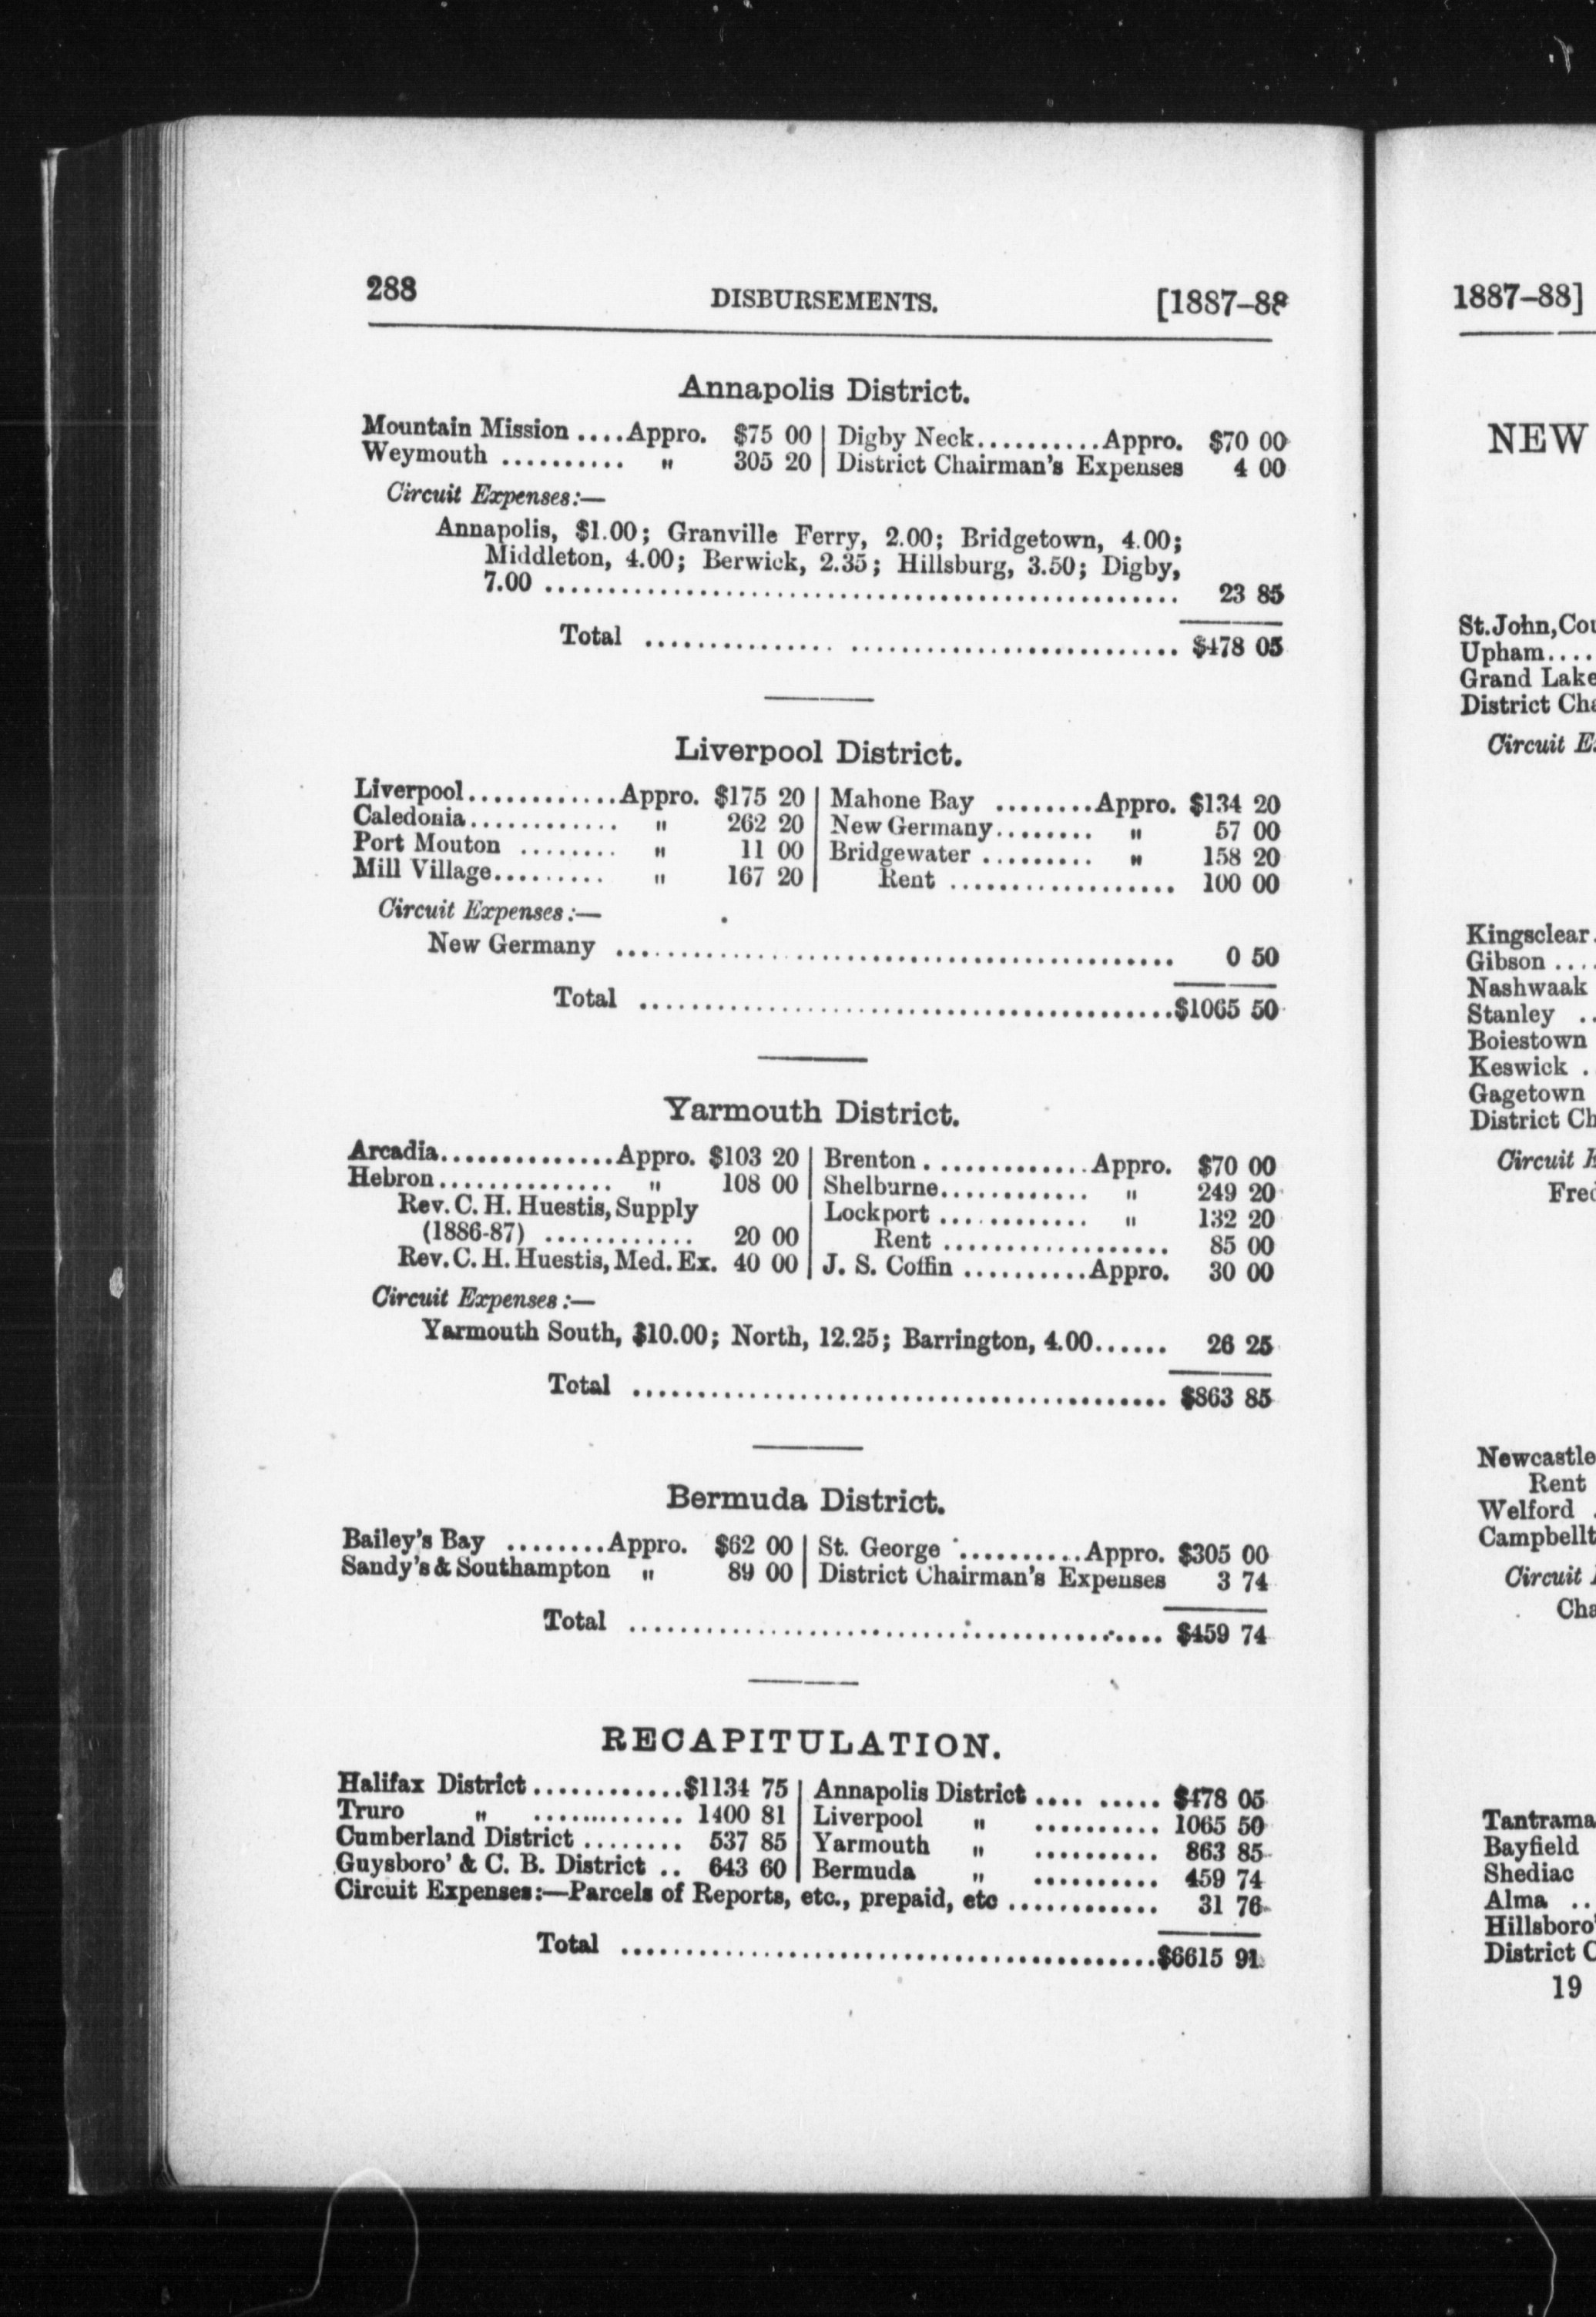 288 DISBURSEMENTS. [1887-88
Annapolis District.
Mountain Mission ....Appro. $75 00 | Digby Neck..........Appro. $70 00
Weymouth .......... " 305 20 | District Chairman's Expenses 4 00
Circuit Expenses:—
Annapolis, $1.00; Granville Ferry, 2.00; Bridgetown, 4.00;
Middleton, 4.00; Berwick, 2.35; Hillsburg, 3.50; Digby,
7.00 .................................................. 23 85
Total .......................................... $478 05
Liverpool District.
Liverpool............Appro. $175 20 | Mahone Bay ........Appro. $134 20
Caledonia............ " 262 20 | New Germany........ " 57 00
Port Mouton ........ " 11 00 | Bridgewater ......... " 158 20
Mill Village......... " 167 20 | Rent .................. 100 00
Circuit Expenses:—
New Germany ............................................ 0 50
Total ..........................................$1065 50
Yarmouth District.
Arcadia..............Appro. $103 20 | Brenton .............Appro. $70 00
Hebron.............. " 108 00 | Shelburne............ " 249 20
Rev. C. H. Huestis, Supply | Lockport ............ " 132 20
(1886-87) ............ 20 00 | Rent .................. 85 00
Rev. C. H. Huestis, Med. Ex. 40 00 | J. S. Coffin ..........Appro. 30 00
Circuit Expenses:—
Yarmouth South, $10.00; North, 12.25; Barrington, 4.00...... 26 25
Total .......................................... $863 85
Bermuda District.
Bailey's Bay ........Appro. $62 00 | St. George ..........Appro. $305 00
Sandy's & Southampton " 89 00 | District Chairman's Expenses 3 74
Total .......................................... $459 74
RECAPITULATION.
Halifax District............$1134 75 | Annapolis District .... ..... $478 05
Truro " ............ 1400 81 | Liverpool " .......... 1065 50
Cumberland District ........ 537 85 | Yarmouth " .......... 863 85
Guysboro' & C. B. District .. 643 60 | Bermuda " .......... 459 74
Circuit Expenses:—Parcels of Reports, etc., prepaid, etc ............ 31 76
Total ..........................................$6615 91
1887-88]
NEW
St. John, Cou
Upham....
Grand Lake
District Cha
Circuit E
Kingsclear.
Gibson ....
Nashwaak
Stanley ..
Boiestown
Keswick .
Gagetown
District Ch
Circuit E
Fred
Newcastle
Rent
Welford .
Campbellt
Circuit
Cha
Tantrama
Bayfield
Shediac
Alma ..
Hillsboro'
District C
19